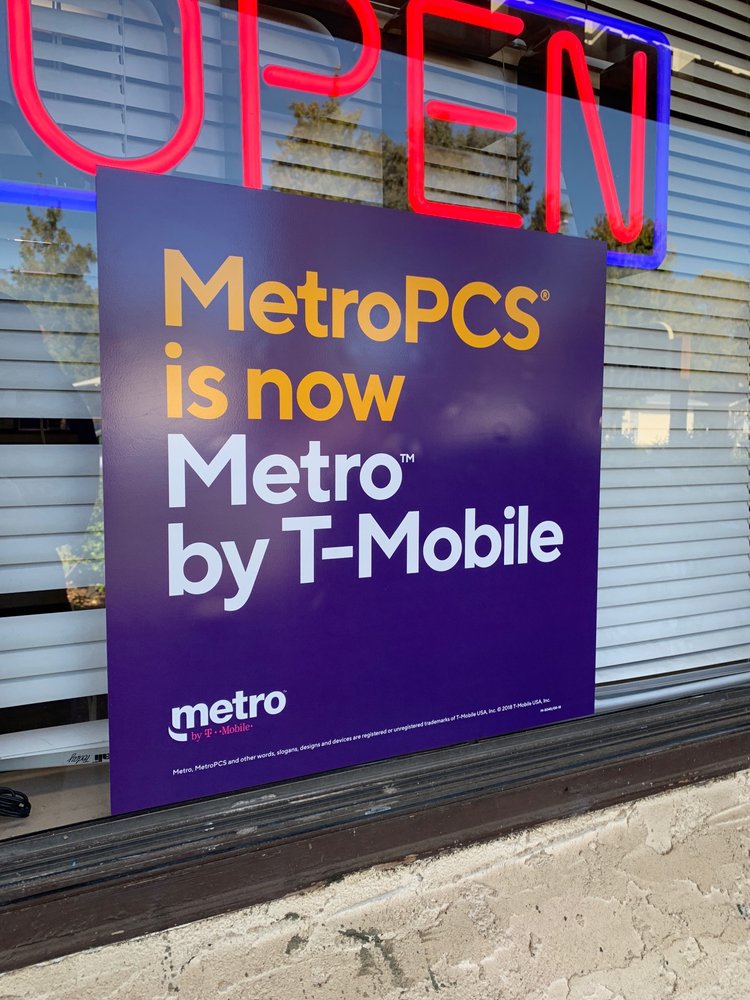 OPEN
MetroPCS®
is now
Metro™
by T-Mobile
metro™
by T··Mobile·
Metro, MetroPCS and other words, slogans, designs and devices are registered or unregistered trademarks of T-Mobile USA, Inc. © 2018 T-Mobile USA, Inc.